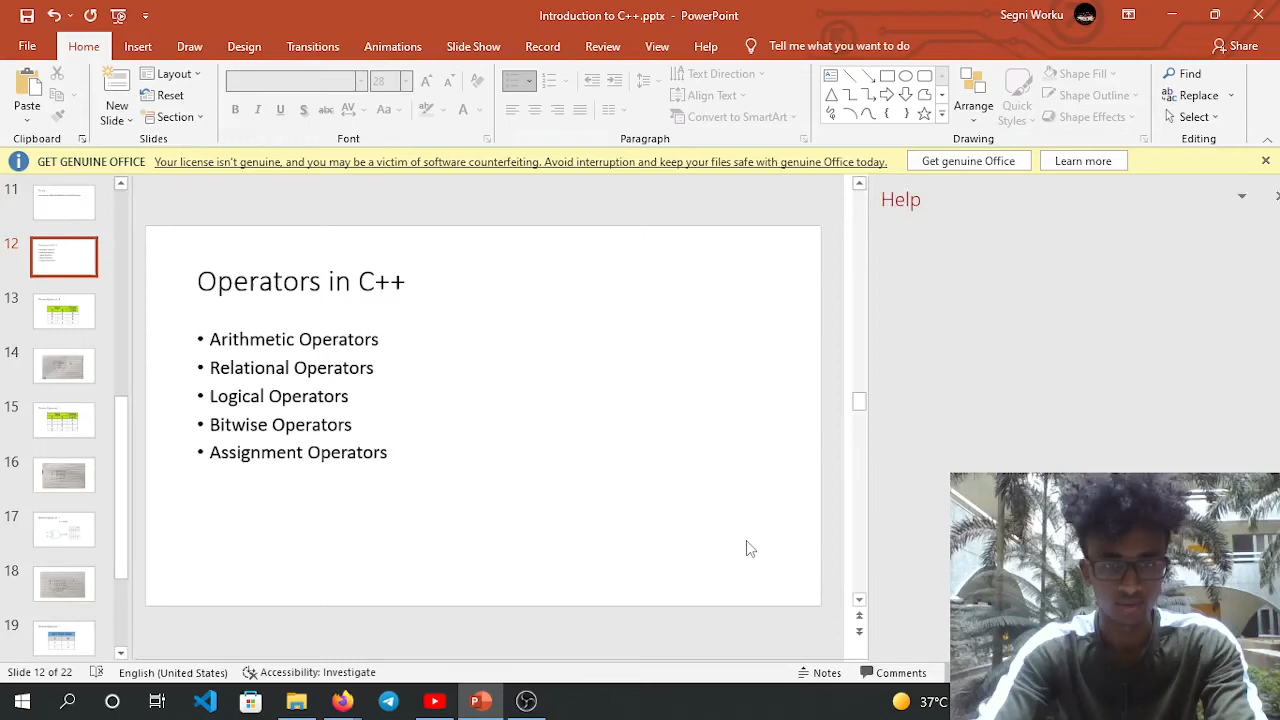 Introduction to C++.pptx - PowerPoint
Segni Worku
File Home Insert Draw Design Transitions Animations Slide Show Record Review View Help Tell me what you want to do Share
Paste
Clipboard
New Slide
Layout
Reset
Section
Slides
28
Font
Text Direction
Align Text
Convert to SmartArt
Paragraph
Arrange
Quick Styles
Shape Fill
Shape Outline
Shape Effects
Drawing
Find
Replace
Select
Editing
GET GENUINE OFFICE Your license isn't genuine, and you may be a victim of software counterfeiting. Avoid interruption and keep your files safe with genuine Office today. Get genuine Office Learn more
11
12
13
14
15
16
17
18
19
Operators in C++
• Arithmetic Operators
• Relational Operators
• Logical Operators
• Bitwise Operators
• Assignment Operators
Help
Slide 12 of 22 English (United States) Accessibility: Investigate Notes Comments
37°C